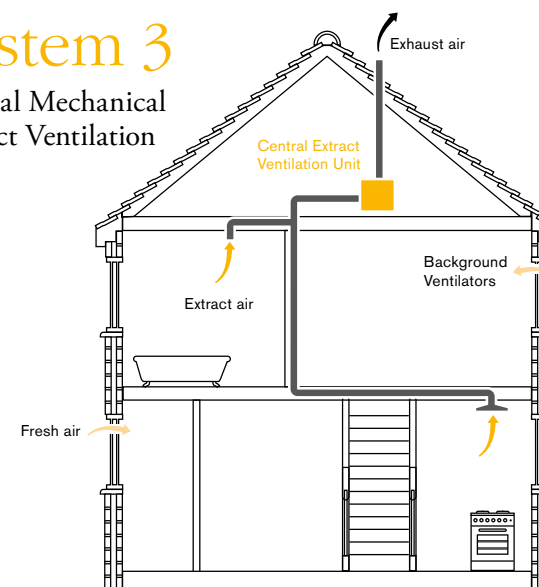 stem 3
al Mechanical
ct Ventilation
Exhaust air
Central Extract
Ventilation Unit
Background
Ventilators
Extract air
Fresh air